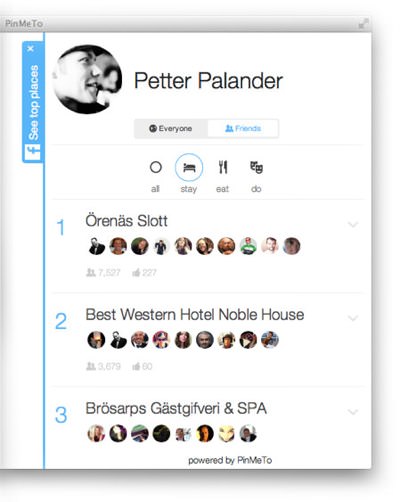 PinMeTo
× See top places
Petter Palander
Everyone Friends
all stay eat do
1 Örenäs Slott
7,527 227
2 Best Western Hotel Noble House
3,679 60
3 Brösarps Gästgifveri & SPA
powered by PinMeTo